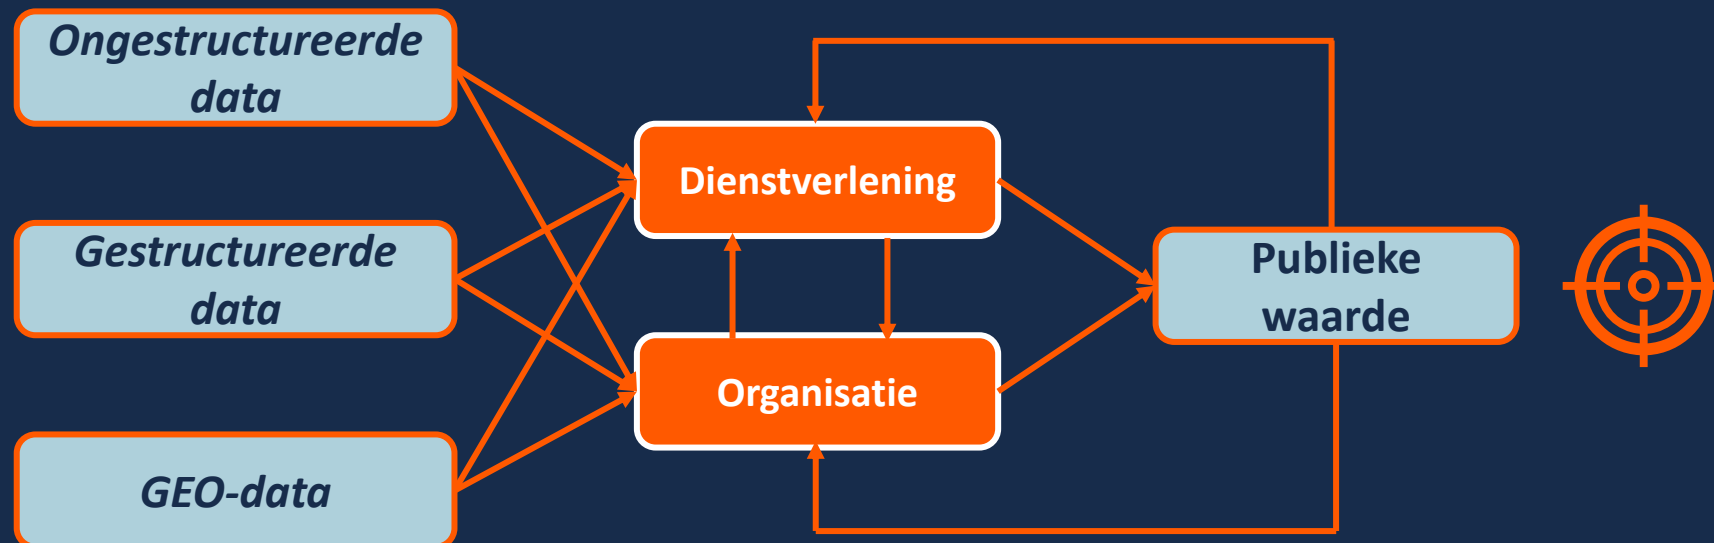 Ongestructureerde
data
Gestructureerde
data
GEO-data
Dienstverlening
Organisatie
Publieke
waarde